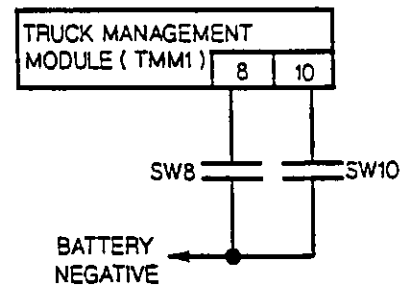 TRUCK MANAGEMENT
MODULE ( TMM1 ) 8 10
SW8 SW10
BATTERY
NEGATIVE